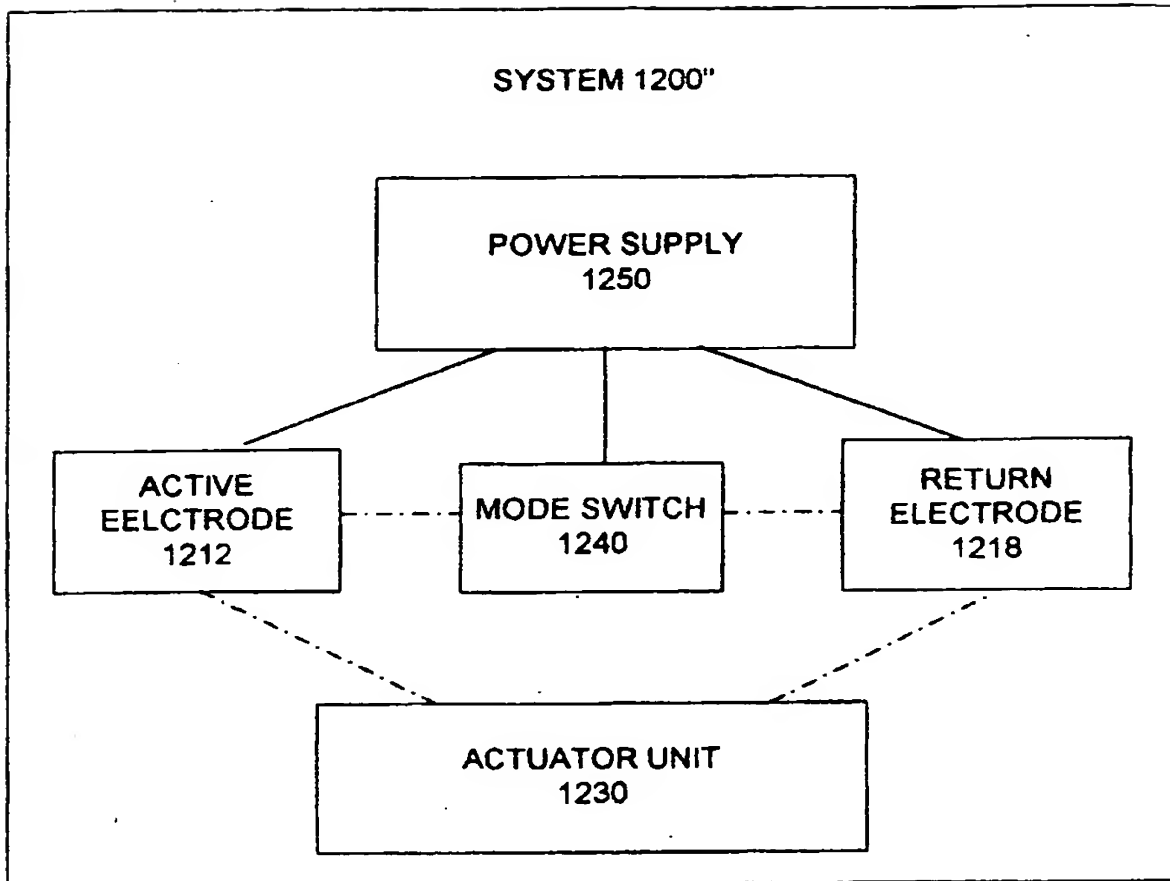 SYSTEM 1200"
POWER SUPPLY
1250
ACTIVE
EELCTRODE
1212
MODE SWITCH
1240
RETURN
ELECTRODE
1218
ACTUATOR UNIT
1230